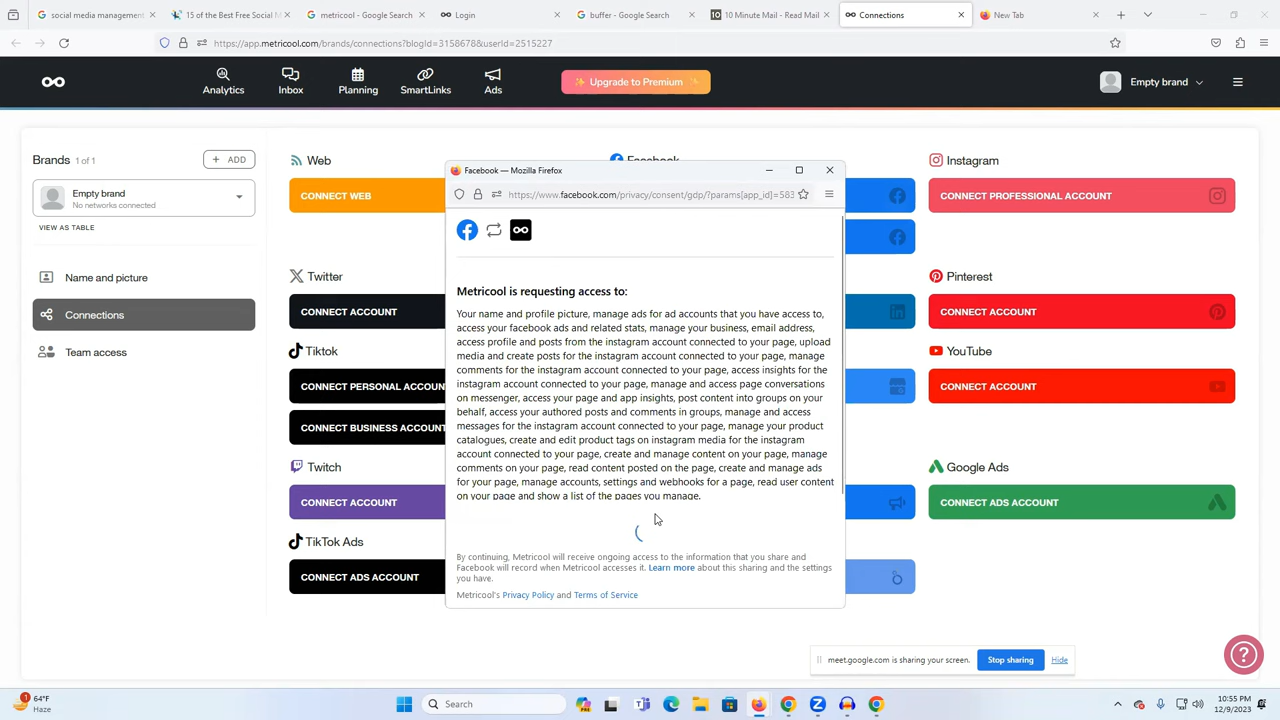 social media management
15 of the Best Free Social M
metricool - Google Search
Login
buffer - Google Search
10 Minute Mail - Read Mail
Connections
New Tab
https://app.metricool.com/brands/connections?blogId=3158678&userId=2515227
Analytics
Inbox
Planning
SmartLinks
Ads
Upgrade to Premium
Empty brand
Brands 1 of 1
+ ADD
Empty brand
No networks connected
VIEW AS TABLE
Name and picture
Connections
Team access
Web
CONNECT WEB
Twitter
CONNECT ACCOUNT
Tiktok
CONNECT PERSONAL ACCOUN
CONNECT BUSINESS ACCOUNT
Twitch
CONNECT ACCOUNT
TikTok Ads
CONNECT ADS ACCOUNT
Facebook
Facebook — Mozilla Firefox
https://www.facebook.com/privacy/consent/gdp/?params[app_id]=583
Metricool is requesting access to:
Your name and profile picture, manage ads for ad accounts that you have access to,
access your facebook ads and related stats, manage your business, email address,
access profile and posts from the instagram account connected to your page, upload
media and create posts for the instagram account connected to your page, manage
comments for the instagram account connected to your page, access insights for the
instagram account connected to your page, manage and access page conversations
on messenger, access your page and app insights, post content into groups on your
behalf, access your authored posts and comments in groups, manage and access
messages for the instagram account connected to your page, manage your product
catalogues, create and edit product tags on instagram media for the instagram
account connected to your page, create and manage content on your page, manage
comments on your page, read content posted on the page, create and manage ads
for your page, manage accounts, settings and webhooks for a page, read user content
on your page and show a list of the pages you manage.
By continuing, Metricool will receive ongoing access to the information that you share and
Facebook will record when Metricool accesses it. Learn more about this sharing and the settings
you have.
Metricool's Privacy Policy and Terms of Service
Instagram
CONNECT PROFESSIONAL ACCOUNT
Pinterest
CONNECT ACCOUNT
YouTube
CONNECT ACCOUNT
Google Ads
CONNECT ADS ACCOUNT
meet.google.com is sharing your screen.
Stop sharing
Hide
1
64°F
Haze
Search
10:55 PM
12/9/2023